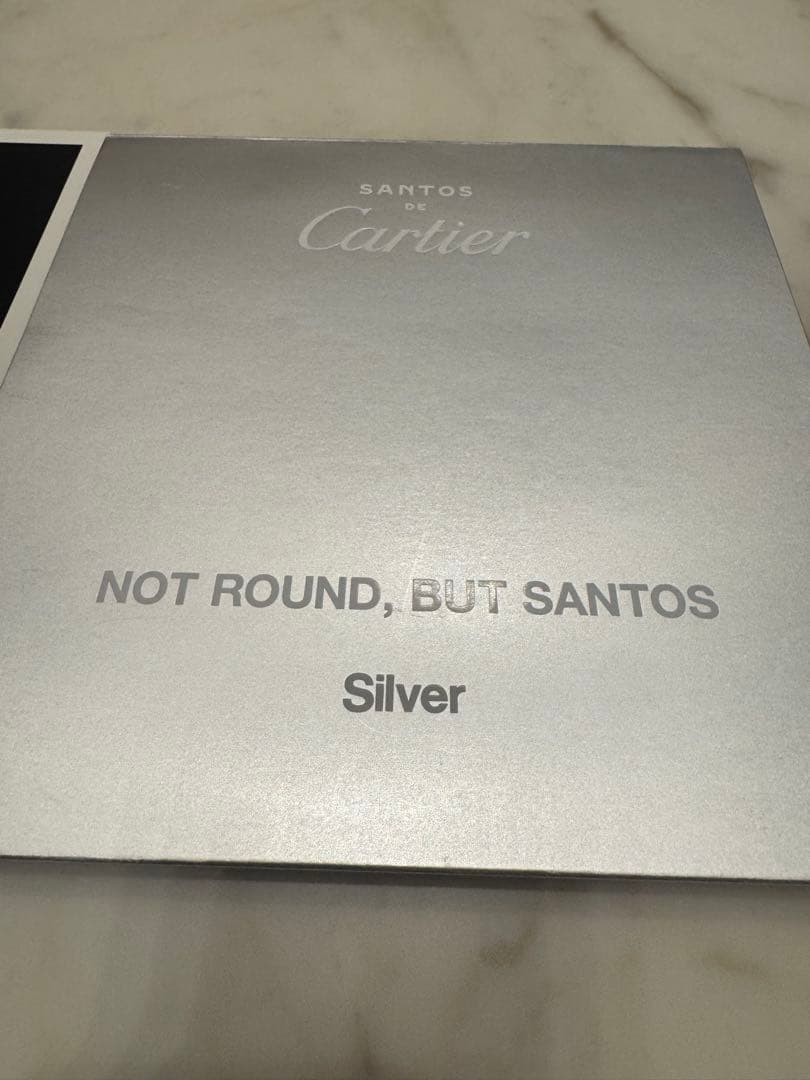 SANTOS
DE
Cartier
NOT ROUND, BUT SANTOS
Silver